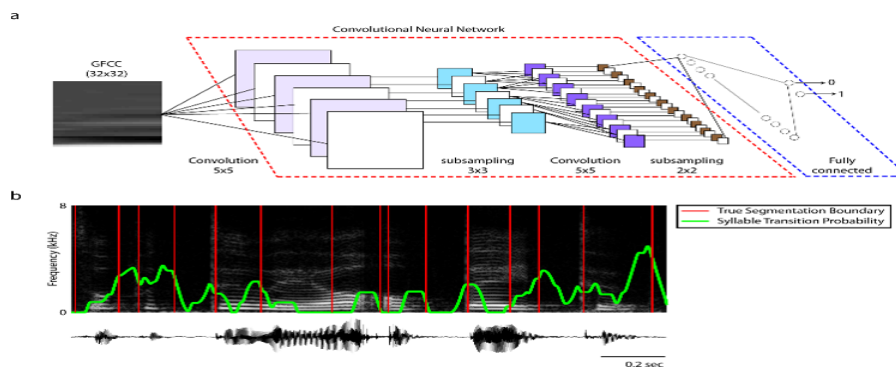 a
Convolutional Neural Network
GFCC
(32x32)
0
1
Convolution
5x5
subsampling
3x3
Convolution
5x5
subsampling
2x2
Fully
connected
b
8
Frequency (kHz)
0
True Segmentation Boundary
Syllable Transition Probability
0.2 sec